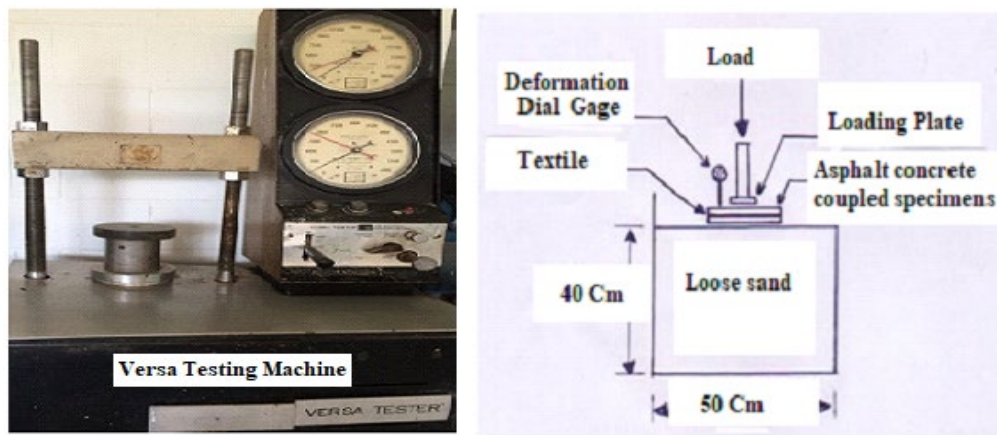 Versa Testing Machine
VERSA TESTER
Load
Deformation
Dial Gage
Loading Plate
Textile
Asphalt concrete
coupled specimens
40 Cm
Loose sand
50 Cm